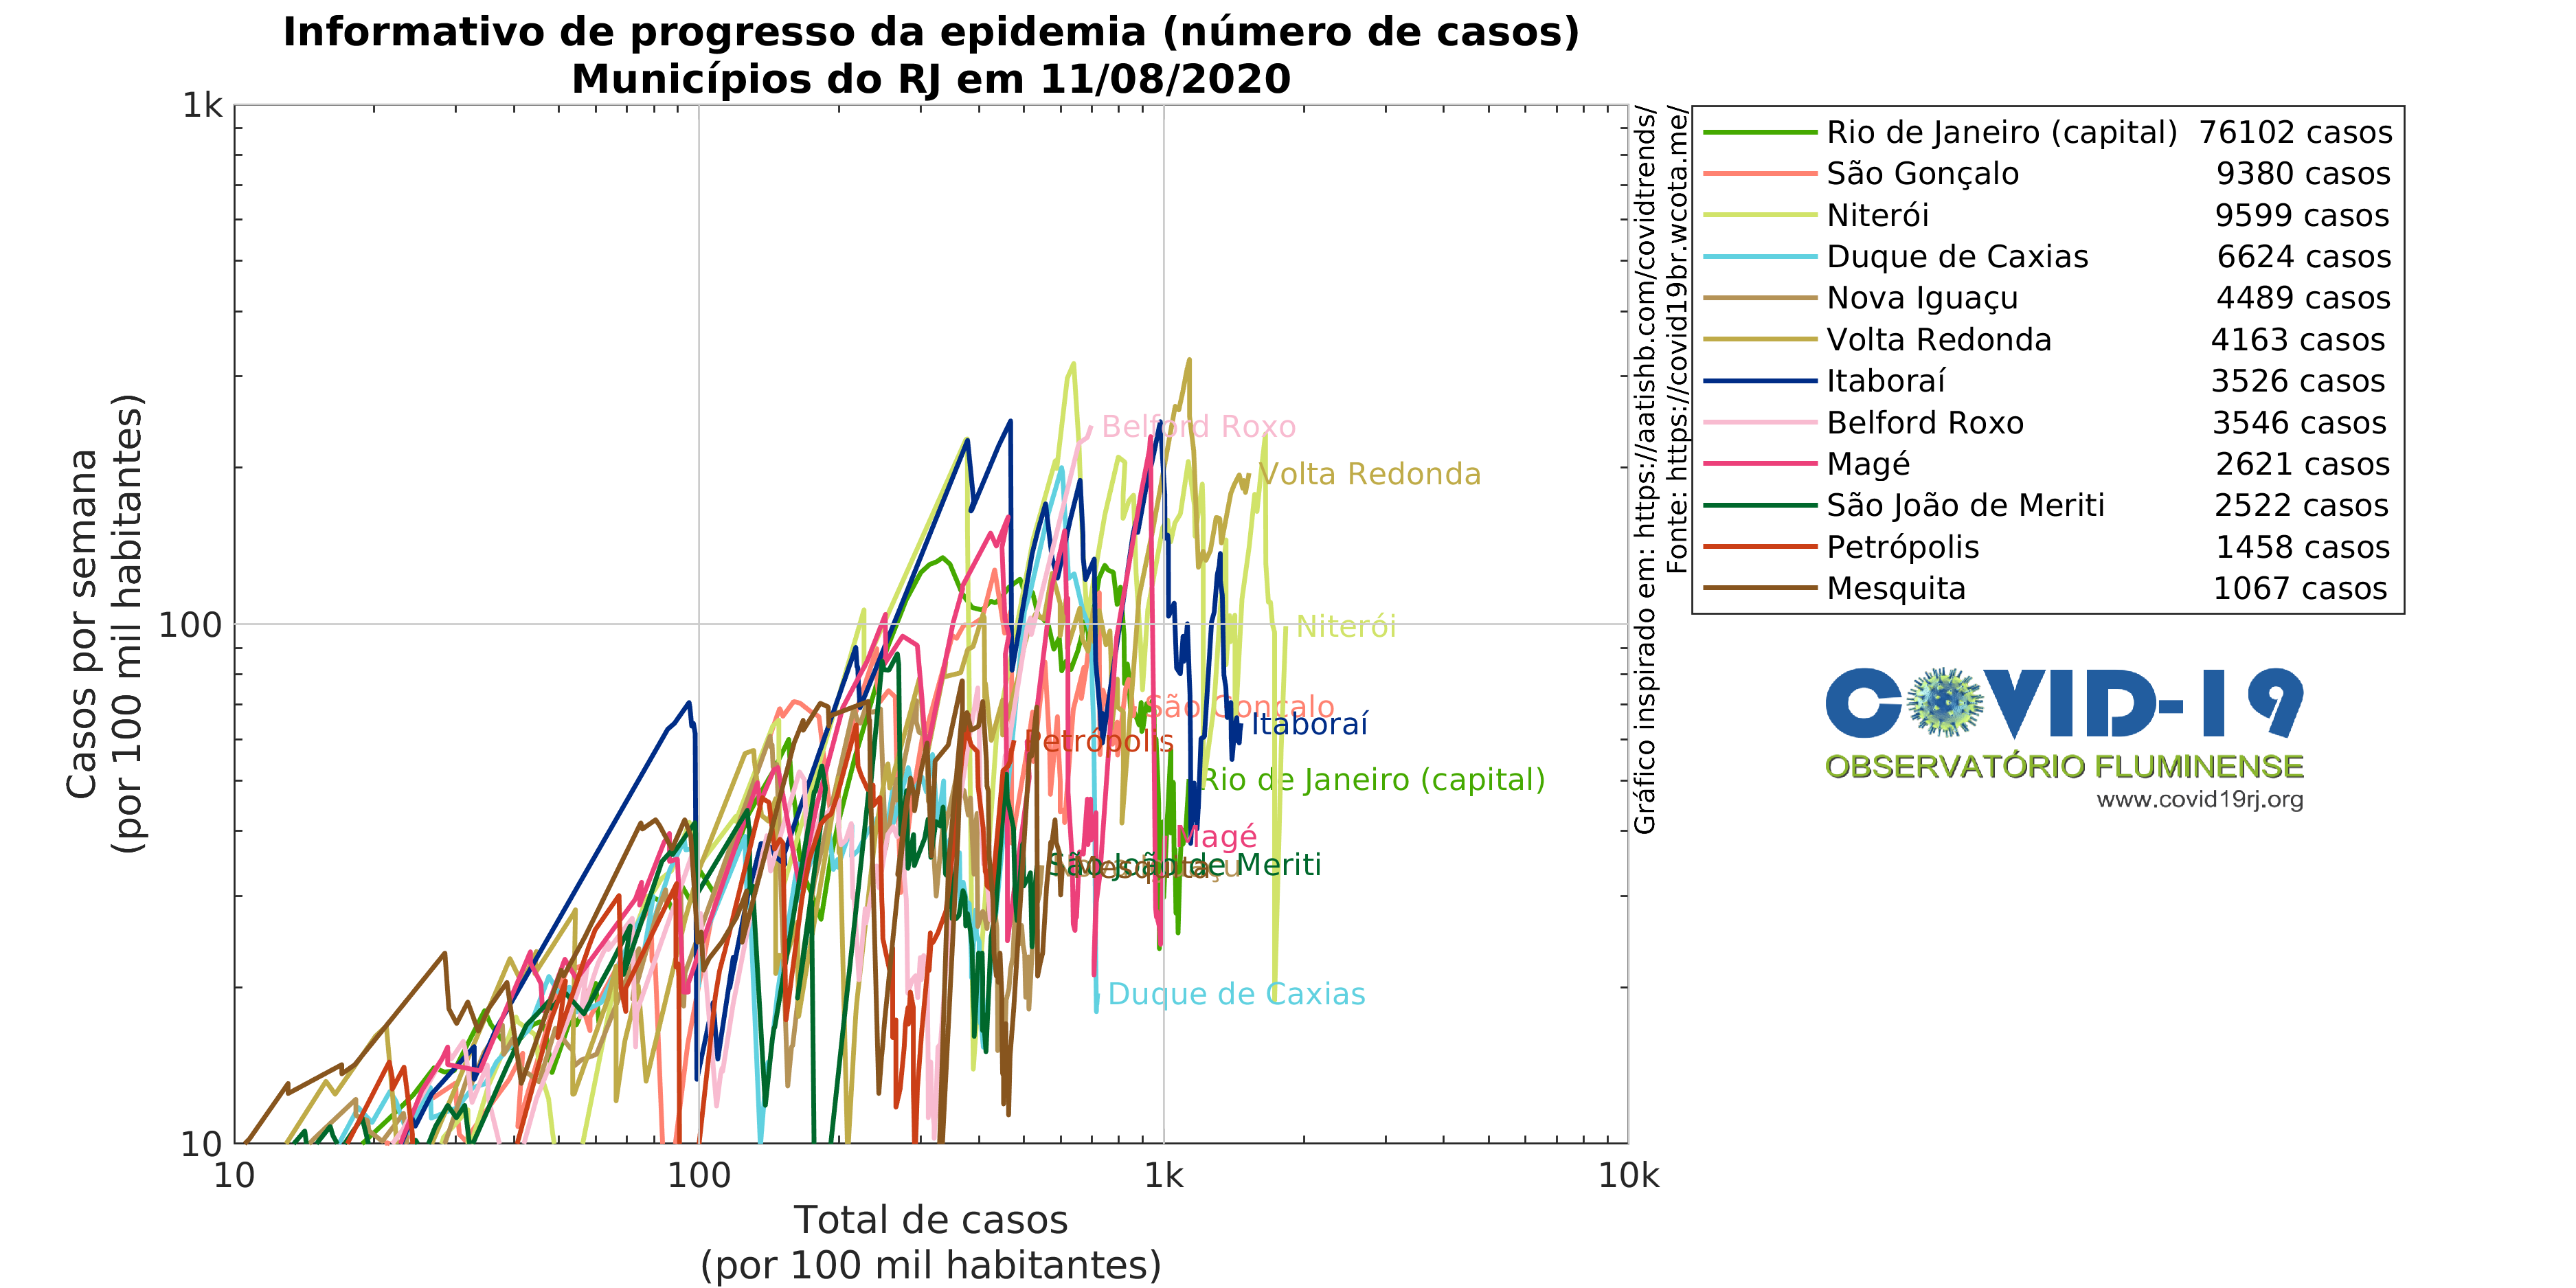 Informativo de progresso da epidemia (número de casos)
Municípios do RJ em 11/08/2020
1k
100
10
10
100
1k
10k
Casos por semana
(por 100 mil habitantes)
Total de casos
(por 100 mil habitantes)
Belford Roxo
Volta Redonda
Niterói
São Gonçalo
Itaboraí
Petrópolis
Rio de Janeiro (capital)
Magé
São João de Meriti
Mesquita
Duque de Caxias
Gráfico inspirado em: https://aatishb.com/covidtrends/
Fonte: https://covid19br.wcota.me/
Rio de Janeiro (capital) 76102 casos
São Gonçalo 9380 casos
Niterói 9599 casos
Duque de Caxias 6624 casos
Nova Iguaçu 4489 casos
Volta Redonda 4163 casos
Itaboraí 3526 casos
Belford Roxo 3546 casos
Magé 2621 casos
São João de Meriti 2522 casos
Petrópolis 1458 casos
Mesquita 1067 casos
COVID-19
OBSERVATÓRIO FLUMINENSE
www.covid19rj.org